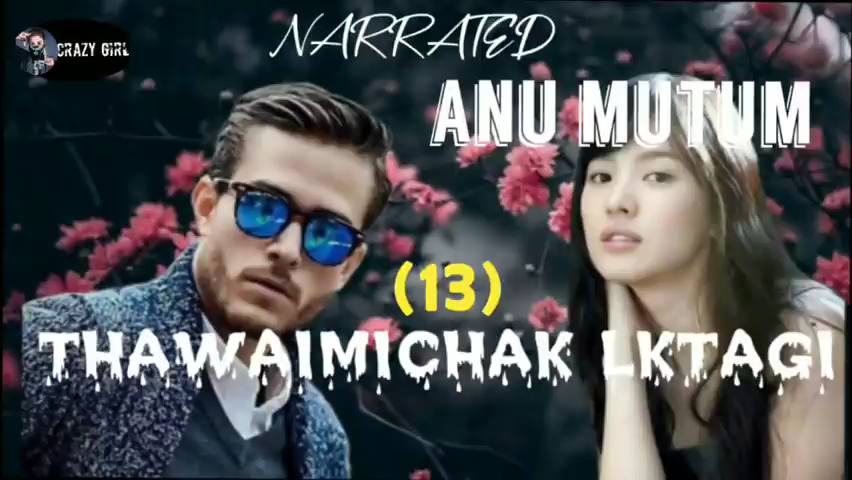 NARRATED
CRAZY GIRL
ANU MUTUM
(13)
THAWAIMICHAK LKTAGI